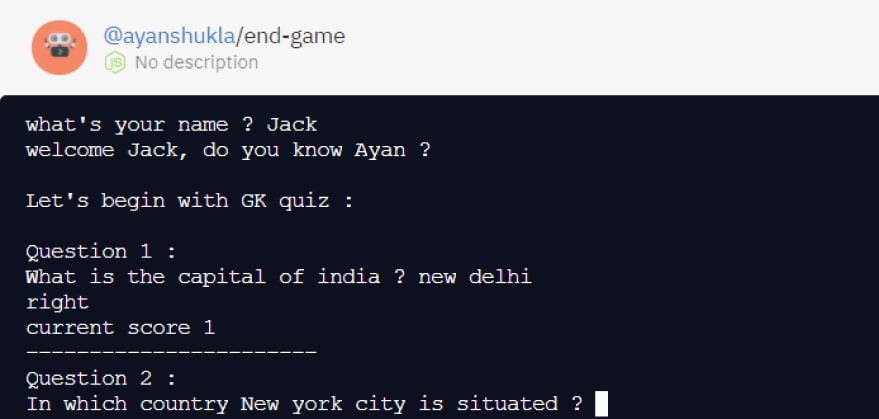 @ayanshukla/end-game
JS No description
what's your name ? Jack
welcome Jack, do you know Ayan ?
Let's begin with GK quiz :
Question 1 :
What is the capital of india ? new delhi
right
current score 1
-----------------------
Question 2 :
In which country New york city is situated ?